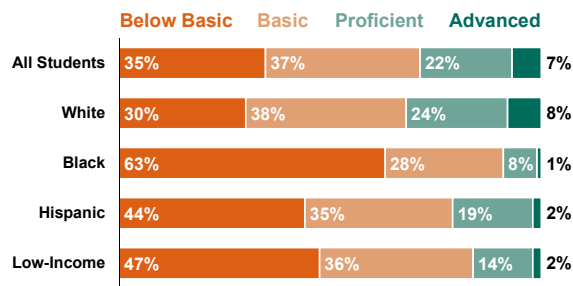 Below Basic Basic Proficient Advanced
All Students 35% 37% 22% 7%
White 30% 38% 24% 8%
Black 63% 28% 8% 1%
Hispanic 44% 35% 19% 2%
Low-Income 47% 36% 14% 2%